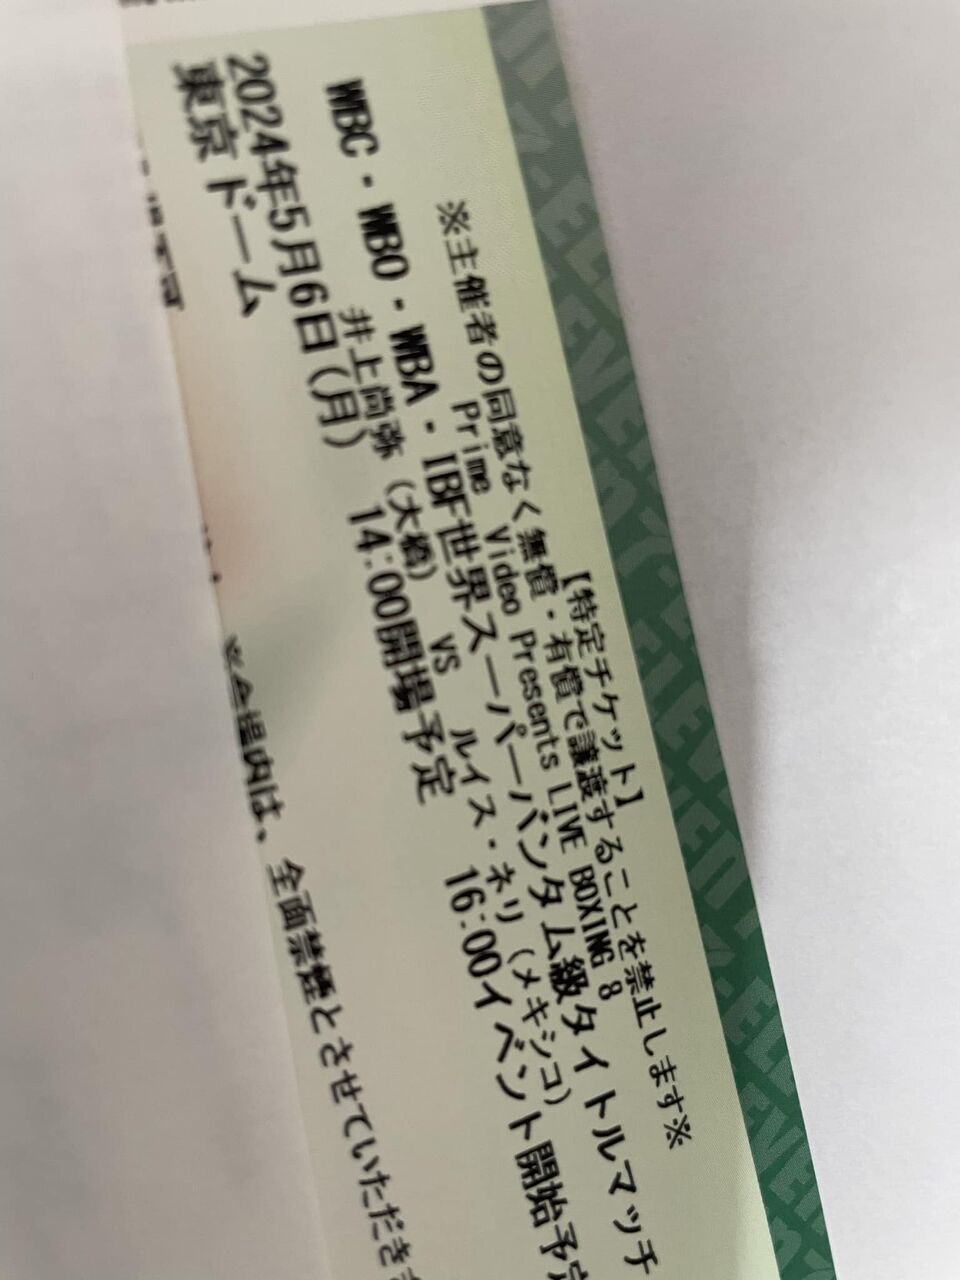 【特定チケット】
※主催者の同意なく無償・有償で譲渡することを禁止します※
Prime Video Presents LIVE BOXING 8
WBC・WBO・WBA・IBF世界スーパーバンタム級タイトルマッチ
井上尚弥(大橋) VS ルイス・ネリ(メキシコ)
2024年5月6日(月) 14:00開場予定 16:00イベント開始予定
東京ドーム
※会場内は、全面禁煙とさせていただきま